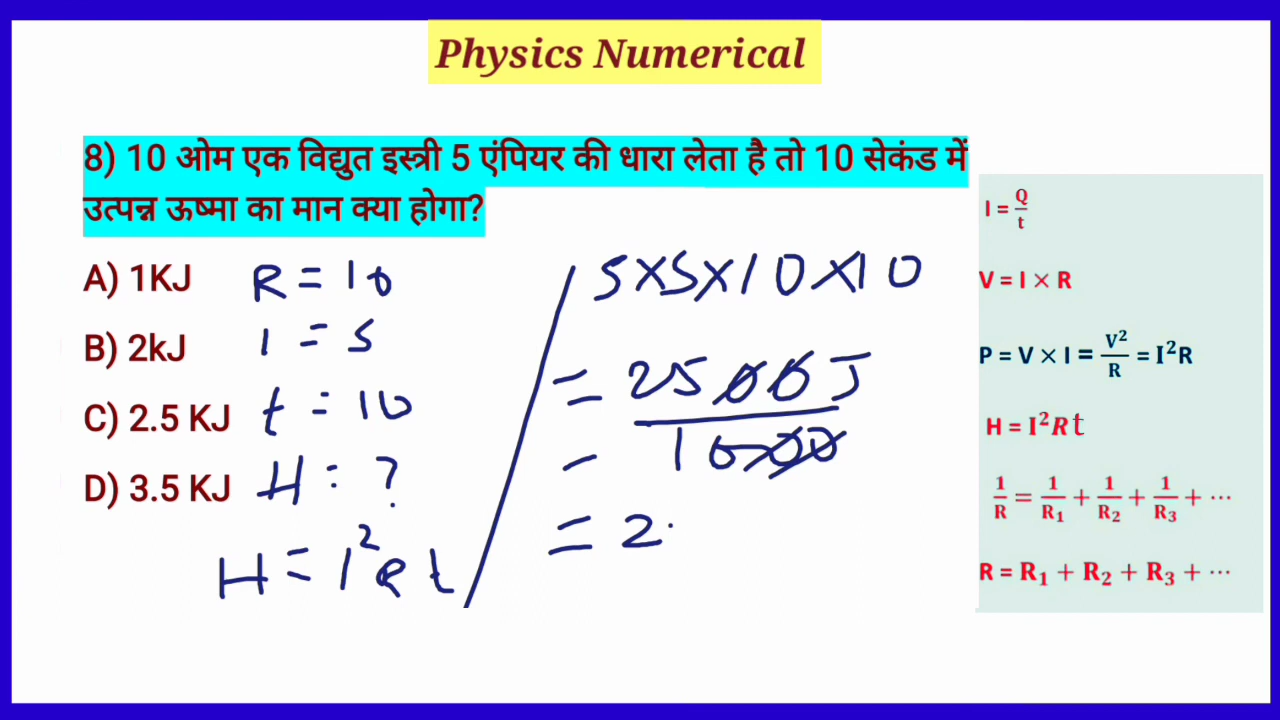 Physics Numerical
8) 10 ओम एक विद्युत इस्त्री 5 एंपियर की धारा लेता है तो 10 सेकंड में
उत्पन्न ऊष्मा का मान क्या होगा?
A) 1KJ
B) 2kJ
C) 2.5 KJ
D) 3.5 KJ
R = 10
I = 5
t = 10
H = ?
H = I²Rt
5×5×10×10
= 2500J
= 1000
= 2.
I = Q/t
V = I × R
P = V × I = V²/R = I²R
H = I²Rt
1/R = 1/R₁ + 1/R₂ + 1/R₃ + ⋯
R = R₁ + R₂ + R₃ + ⋯